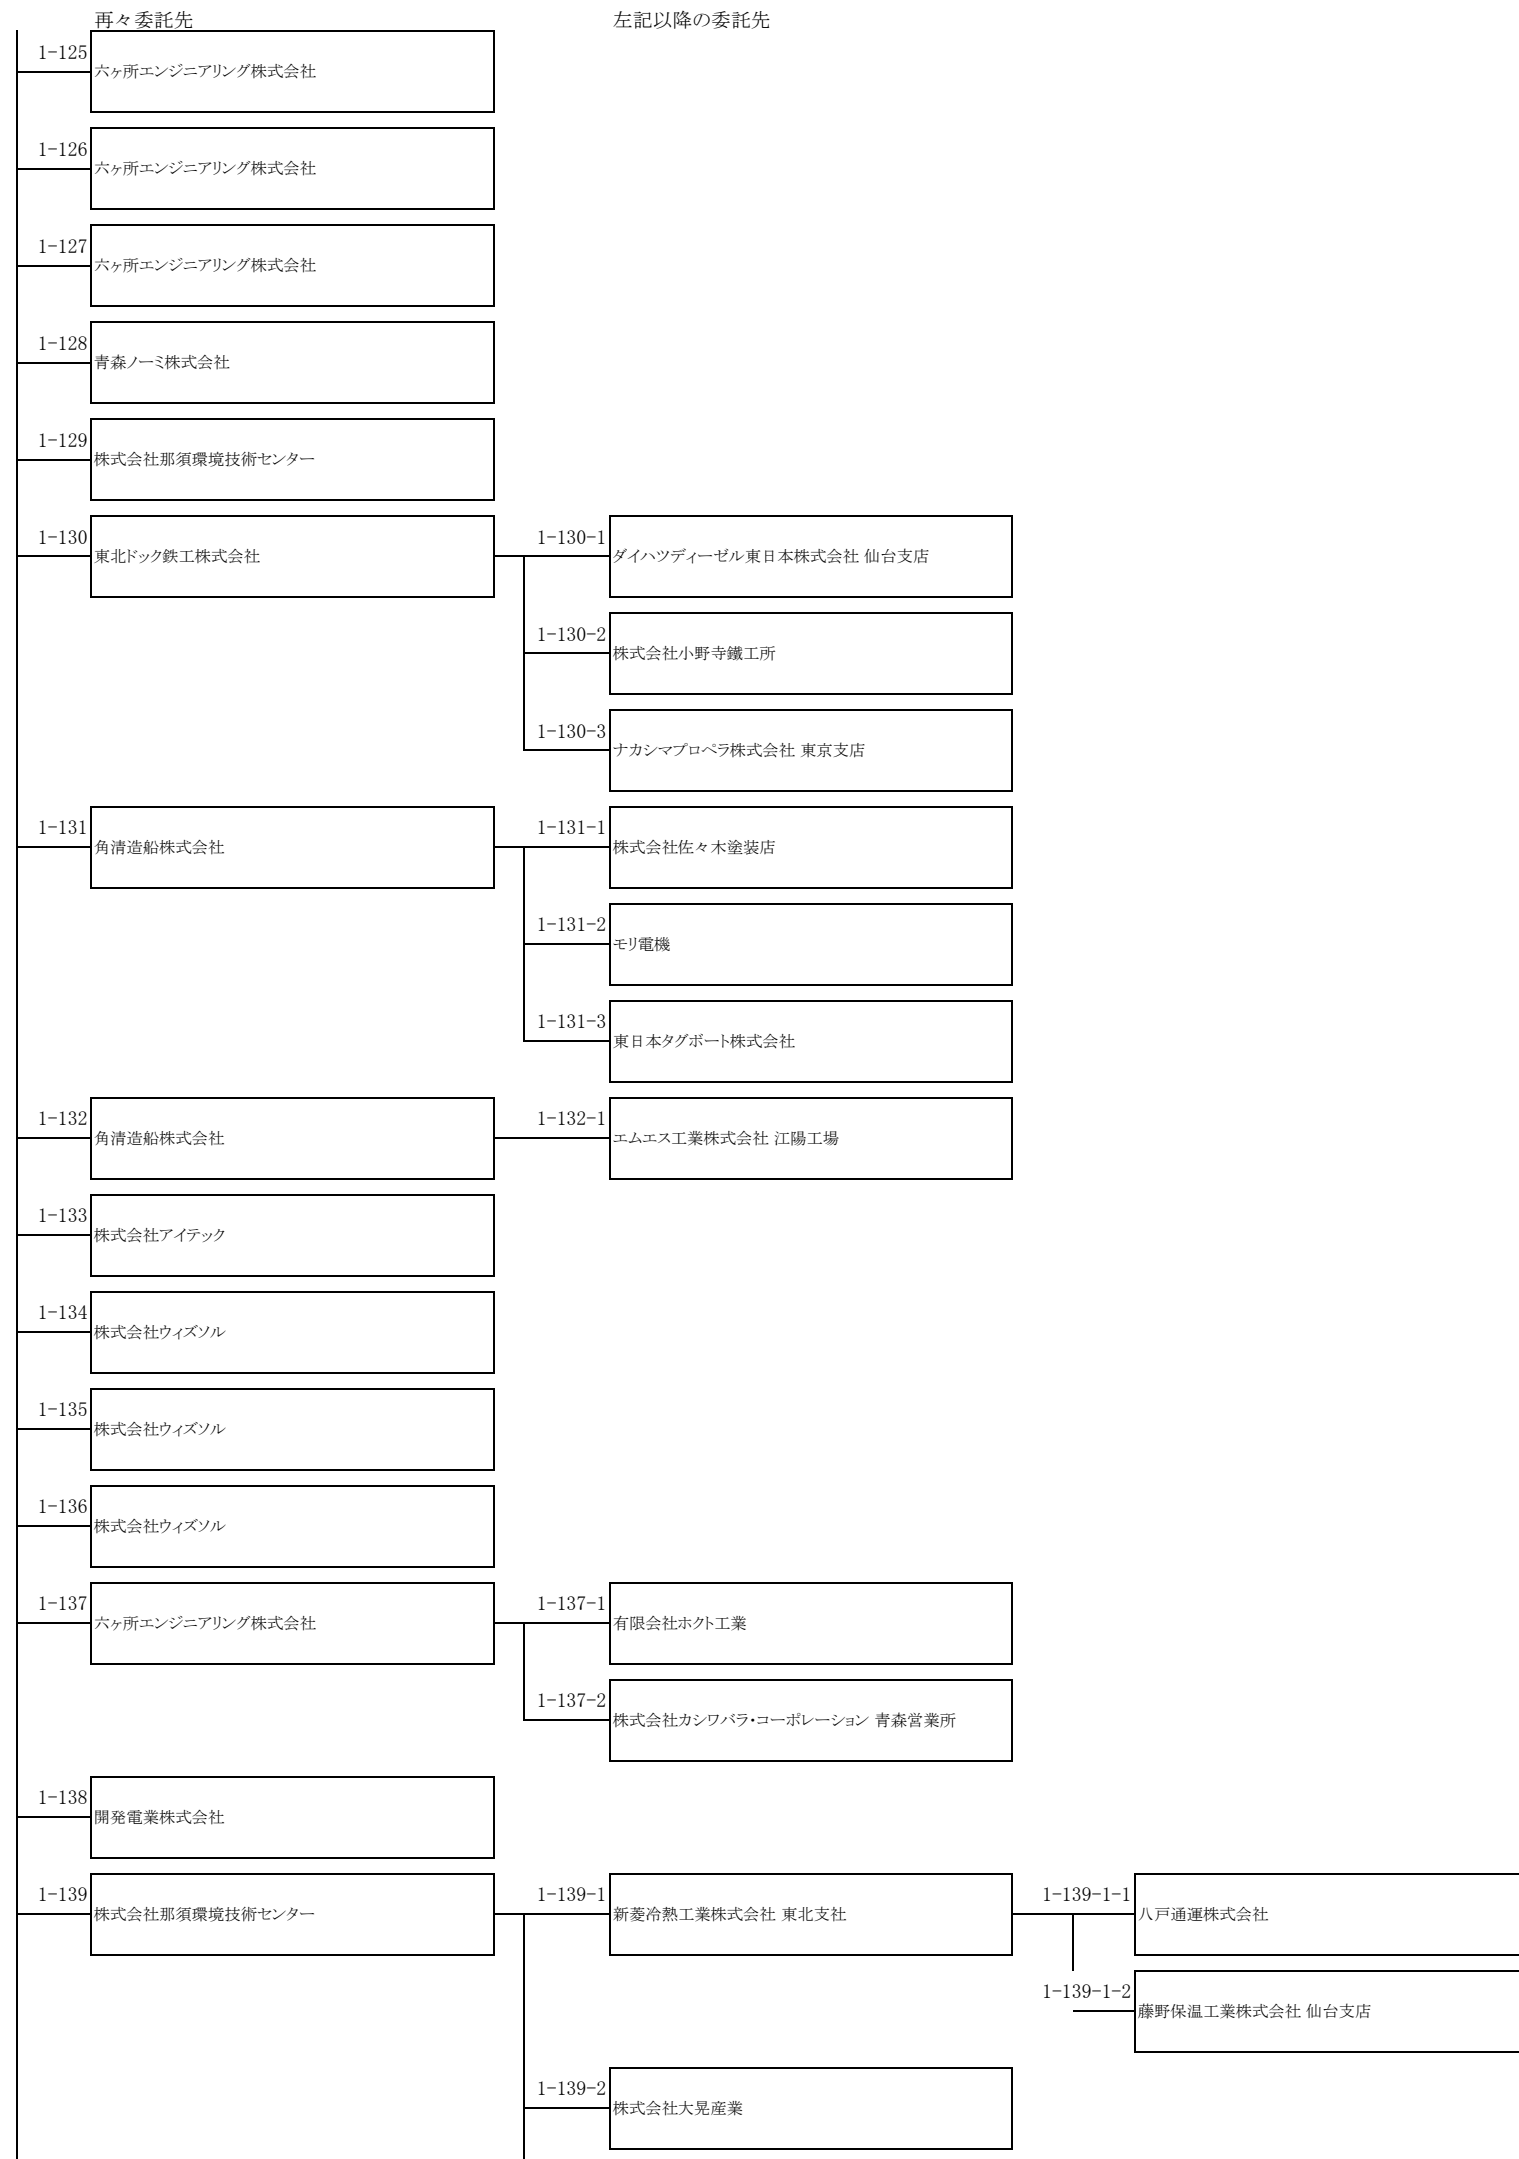 再々委託先
左記以降の委託先
1-125
六ヶ所エンジニアリング株式会社
1-126
六ヶ所エンジニアリング株式会社
1-127
六ヶ所エンジニアリング株式会社
1-128
青森ノーミ株式会社
1-129
株式会社那須環境技術センター
1-130
東北ドック鉄工株式会社
1-130-1
ダイハツディーゼル東日本株式会社 仙台支店
1-130-2
株式会社小野寺鐵工所
1-130-3
ナカシマプロペラ株式会社 東京支店
1-131
角清造船株式会社
1-131-1
株式会社佐々木塗装店
1-131-2
モリ電機
1-131-3
東日本タグボート株式会社
1-132
角清造船株式会社
1-132-1
エムエス工業株式会社 江陽工場
1-133
株式会社アイテック
1-134
株式会社ウィズソル
1-135
株式会社ウィズソル
1-136
株式会社ウィズソル
1-137
六ヶ所エンジニアリング株式会社
1-137-1
有限会社ホクト工業
1-137-2
株式会社カシワバラ・コーポレーション 青森営業所
1-138
開発電業株式会社
1-139
株式会社那須環境技術センター
1-139-1
新菱冷熱工業株式会社 東北支社
1-139-1-1
八戸通運株式会社
1-139-1-2
藤野保温工業株式会社 仙台支店
1-139-2
株式会社大晃産業